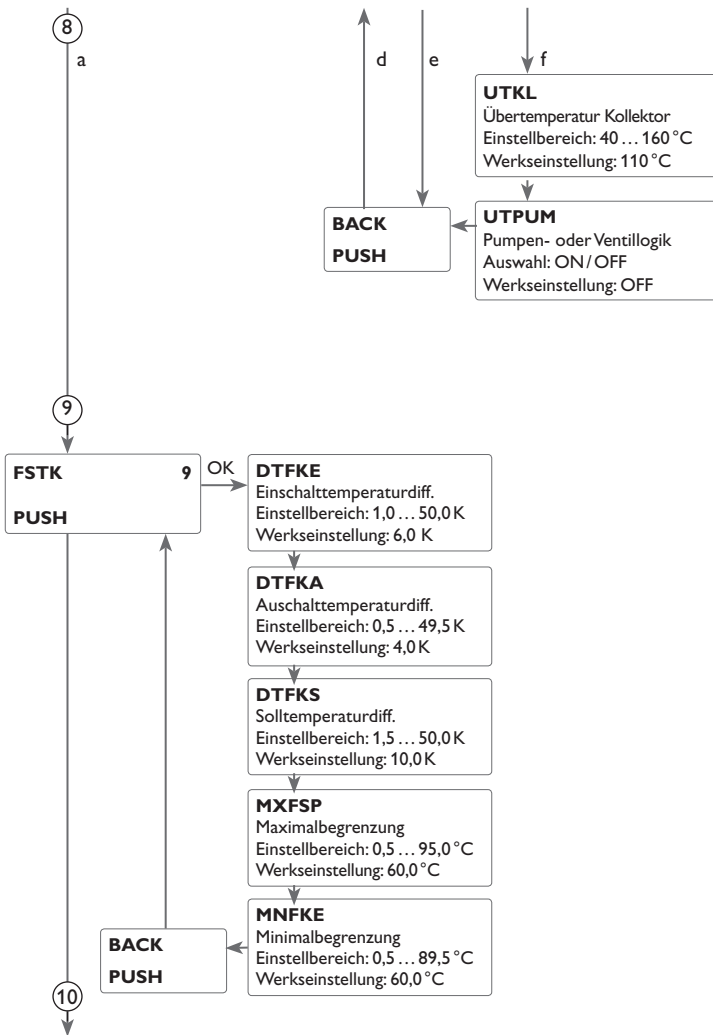 8
a
d
e
f
UTKL
Übertemperatur Kollektor
Einstellbereich: 40 … 160 °C
Werkseinstellung: 110 °C
BACK
PUSH
UTPUM
Pumpen- oder Ventillogik
Auswahl: ON / OFF
Werkseinstellung: OFF
9
FSTK 9
PUSH
OK
DTFKE
Einschalttemperaturdiff.
Einstellbereich: 1,0 … 50,0 K
Werkseinstellung: 6,0 K
DTFKA
Auschalttemperaturdiff.
Einstellbereich: 0,5 … 49,5 K
Werkseinstellung: 4,0 K
DTFKS
Solltemperaturdiff.
Einstellbereich: 1,5 … 50,0 K
Werkseinstellung: 10,0 K
MXFSP
Maximalbegrenzung
Einstellbereich: 0,5 … 95,0 °C
Werkseinstellung: 60,0 °C
MNFKE
Minimalbegrenzung
Einstellbereich: 0,5 … 89,5 °C
Werkseinstellung: 60,0 °C
BACK
PUSH
10